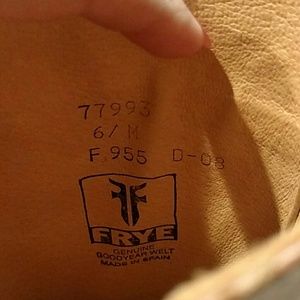 77993
6/ M
F 955 D-08
FRYE
GENUINE
GOODYEAR WELT
MADE IN SPAIN